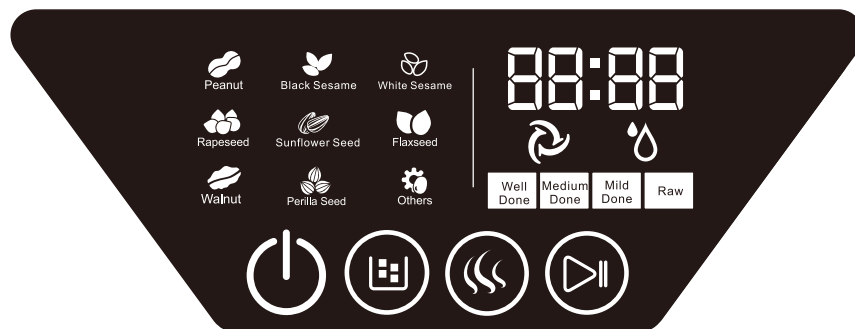 88:88
Peanut
Black Sesame
White Sesame
Rapeseed
Sunflower Seed
Flaxseed
Walnut
Perilla Seed
Others
Well
Done
Medium
Done
Mild
Done
Raw